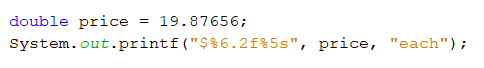 double price = 19.87656;
System.out.printf("$%6.2f%5s", price, "each");